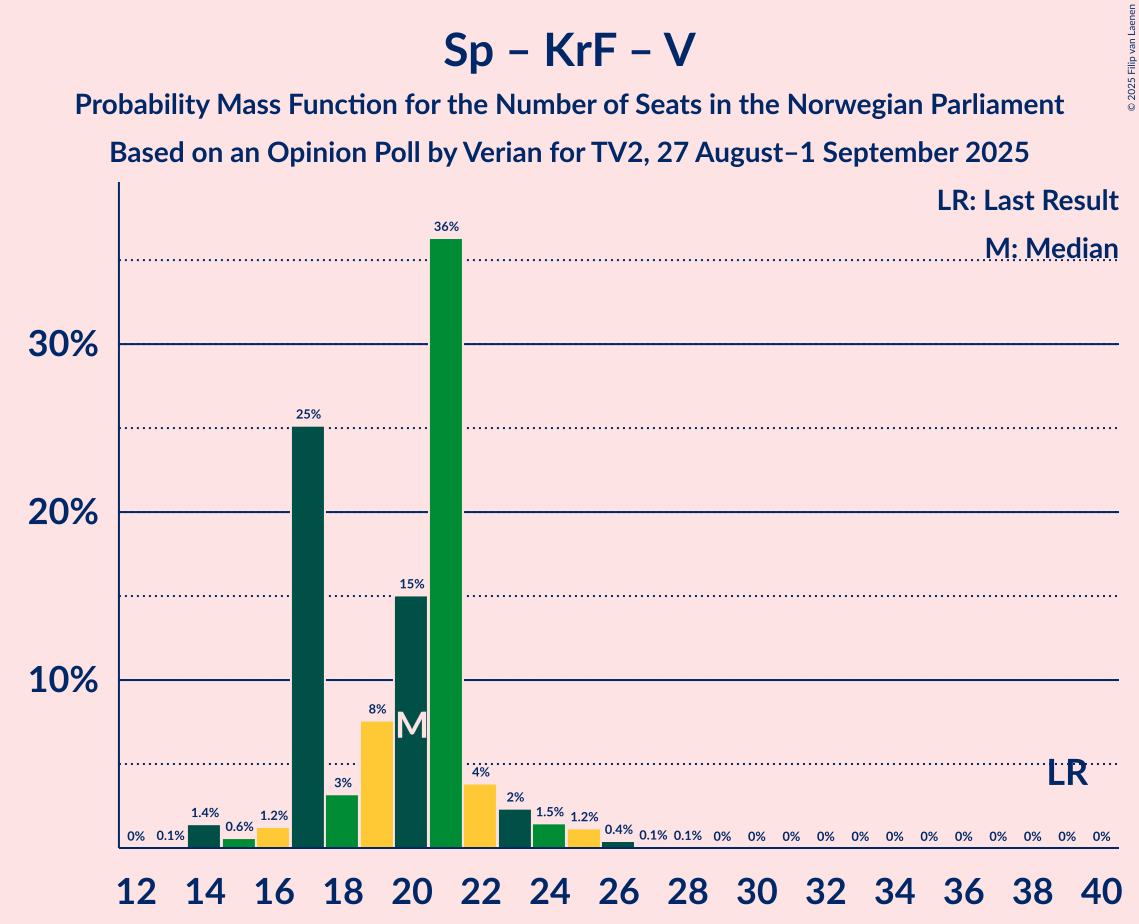 Sp – KrF – V
Probability Mass Function for the Number of Seats in the Norwegian Parliament
Based on an Opinion Poll by Verian for TV2, 27 August–1 September 2025
© 2025 Filip van Laenen
LR: Last Result
M: Median
30%
20%
10%
0% 0.1% 1.4% 0.6% 1.2% 25% 3% 8% 15% 36% 4% 2% 1.5% 1.2% 0.4% 0.1% 0.1% 0% 0% 0% 0% 0% 0% 0% 0% 0% 0% 0% 0%
M
LR
12 14 16 18 20 22 24 26 28 30 32 34 36 38 40